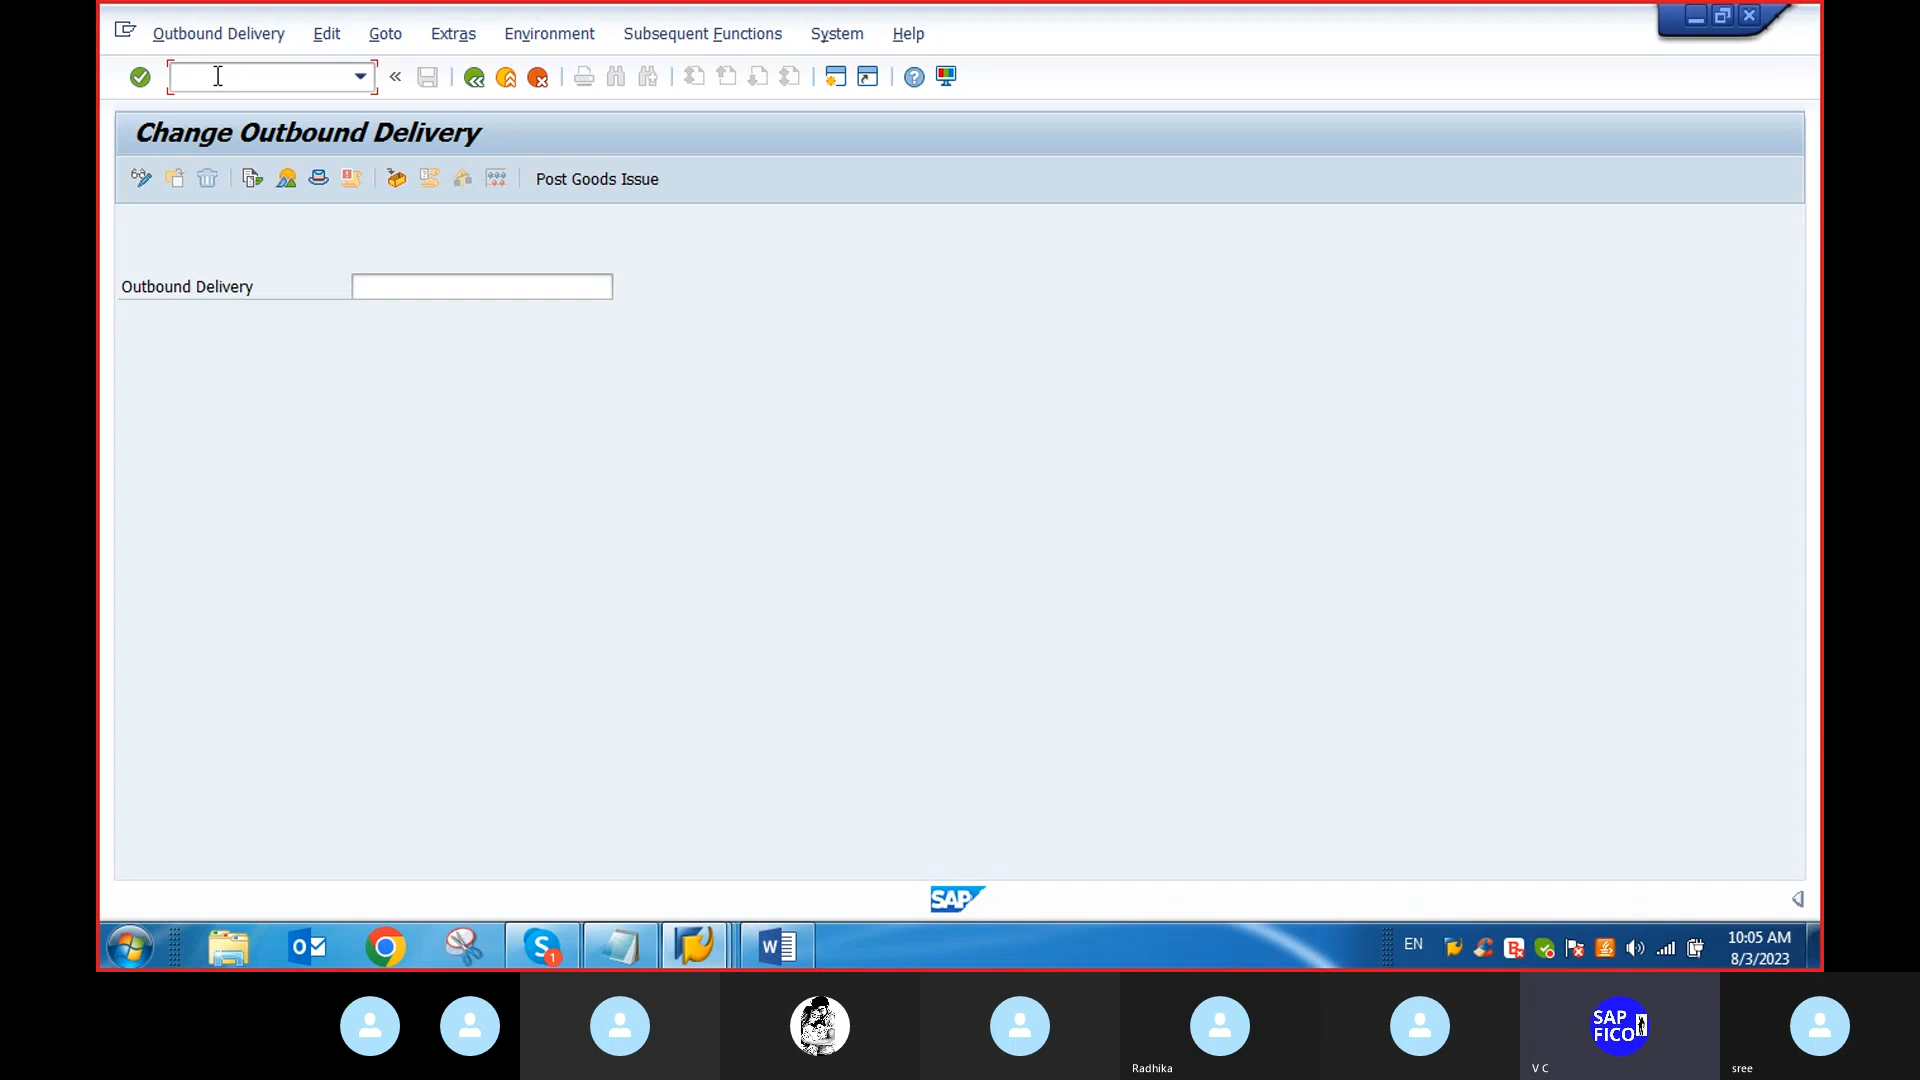 Outbound Delivery Edit Goto Extras Environment Subsequent Functions System Help
Change Outbound Delivery
Post Goods Issue
Outbound Delivery
SAP
EN
10:05 AM
8/3/2023
SAP
FICO
Radhika
V C
sree